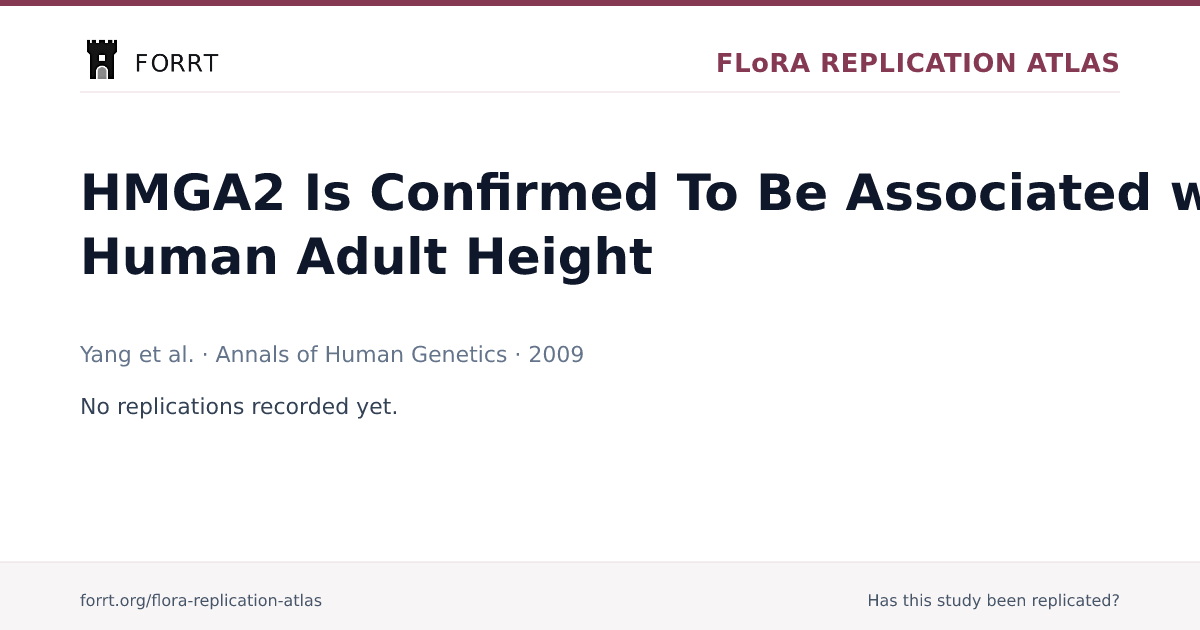 FORRT
FLoRA REPLICATION ATLAS
HMGA2 Is Confirmed To Be Associated w
Human Adult Height
Yang et al. · Annals of Human Genetics · 2009
No replications recorded yet.
forrt.org/flora-replication-atlas
Has this study been replicated?